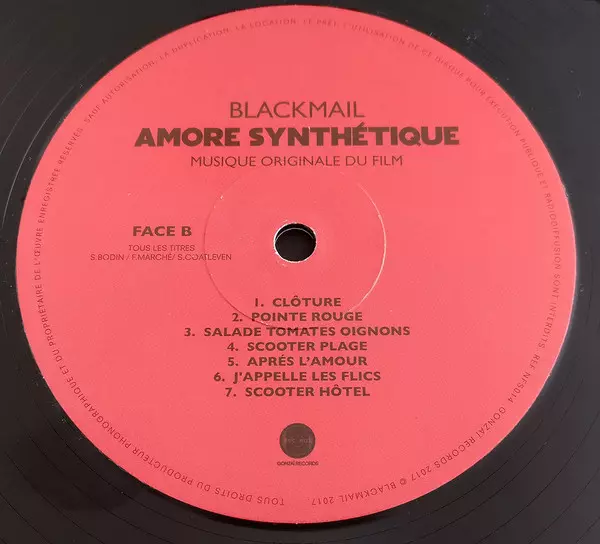 BLACKMAIL
AMORE SYNTHÉTIQUE
MUSIQUE ORIGINALE DU FILM
FACE B
TOUS LES TITRES
S.BODIN / F.MARCHÉ/ S.COATLEVEN
1. CLÔTURE
2. POINTE ROUGE
3. SALADE TOMATES OIGNONS
4. SCOOTER PLAGE
5. APRÉS L'AMOUR
6. J'APPELLE LES FLICS
7. SCOOTER HÔTEL
GONZAÏ RECORDS
TOUS DROITS DU PRODUCTEUR PHONOGRAPHIQUE ET DU PROPRIÉTAIRE DE L'ŒUVRE ENREGISTRÉE RÉSERVÉS. SAUF AUTORISATION, LA DUPLICATION, LA LOCATION, LE PRÊT, L'UTILISATION DE CE DISQUE POUR EXÉCUTION PUBLIQUE ET RADIODIFFUSION SONT INTERDITS. REF NFS014 GONZAÏ RECORDS 2017 © BLACKMAIL 2017.